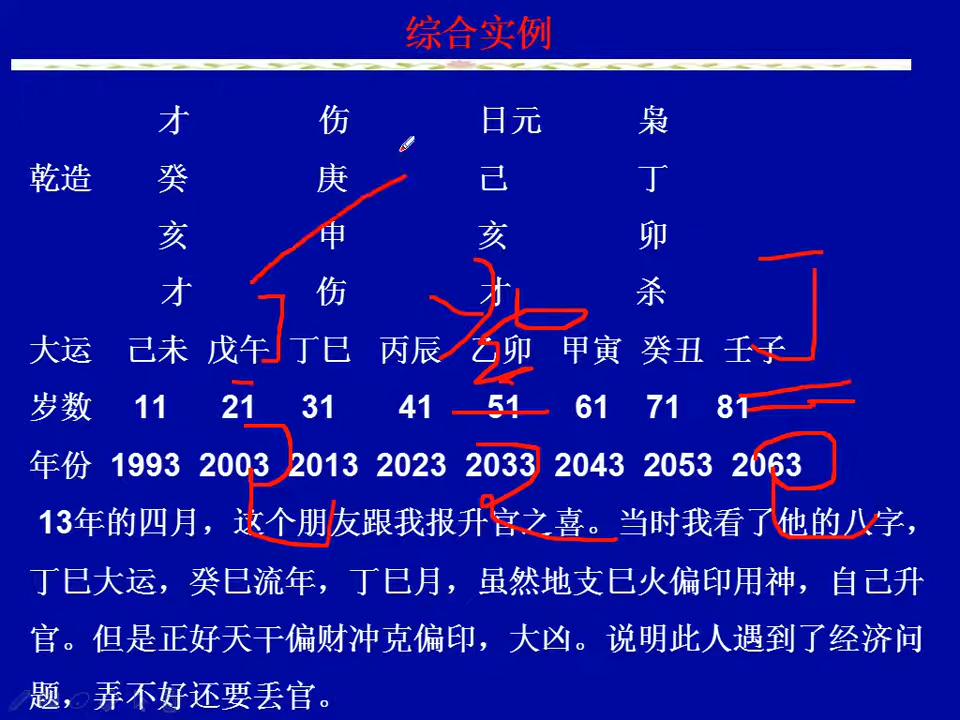 综合实例
才 伤 日元 枭
乾造 癸 庚 己 丁
亥 申 亥 卯
才 伤 才 杀
大运 己未 戊午 丁巳 丙辰 乙卯 甲寅 癸丑 壬子
岁数 11 21 31 41 51 61 71 81
年份 1993 2003 2013 2023 2033 2043 2053 2063
13年的四月，这个朋友跟我报升官之喜。当时我看了他的八字，
丁巳大运，癸巳流年，丁巳月，虽然地支巳火偏印用神，自己升
官。但是正好天干偏财冲克偏印，大凶。说明此人遇到了经济问
题，弄不好还要丢官。